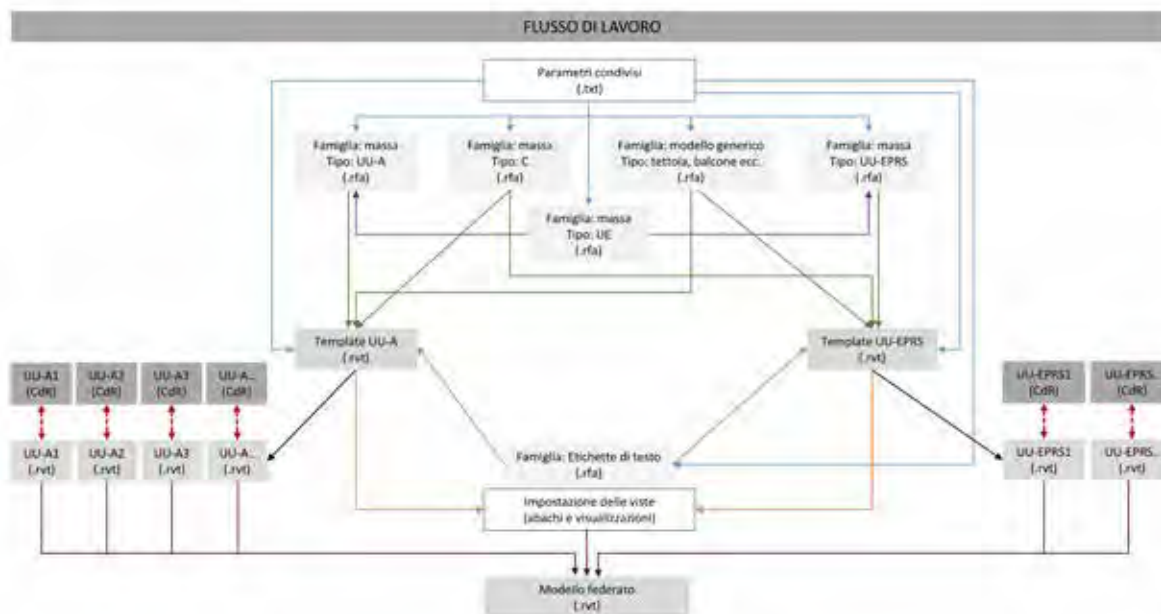 FLUSSO DI LAVORO
Parametri condivisi
(.txt)
Famiglia: massa
Tipo: UU-A
(.rfa)
Famiglia: massa
Tipo: C
(.rfa)
Famiglia: modello generico
Tipo: tettoia, balcone ecc.
(.rfa)
Famiglia: massa
Tipo: UU-EPRS
(.rfa)
Famiglia: massa
Tipo: UE
(.rfa)
Template UU-A
(.rvt)
Template UU-EPRS
(.rvt)
UU-A1
(CdR)
UU-A2
(CdR)
UU-A3
(CdR)
UU-A...
(CdR)
UU-EPRS1
(CdR)
UU-EPRS..
(CdR)
UU-A1
(.rvt)
UU-A2
(.rvt)
UU-A3
(.rvt)
UU-A...
(.rvt)
Famiglia: Etichette di testo
(.rfa)
UU-EPRS1
(.rvt)
UU-EPRS..
(.rvt)
Impostazione delle viste
(abachi e visualizzazioni)
Modello federato
(.rvt)